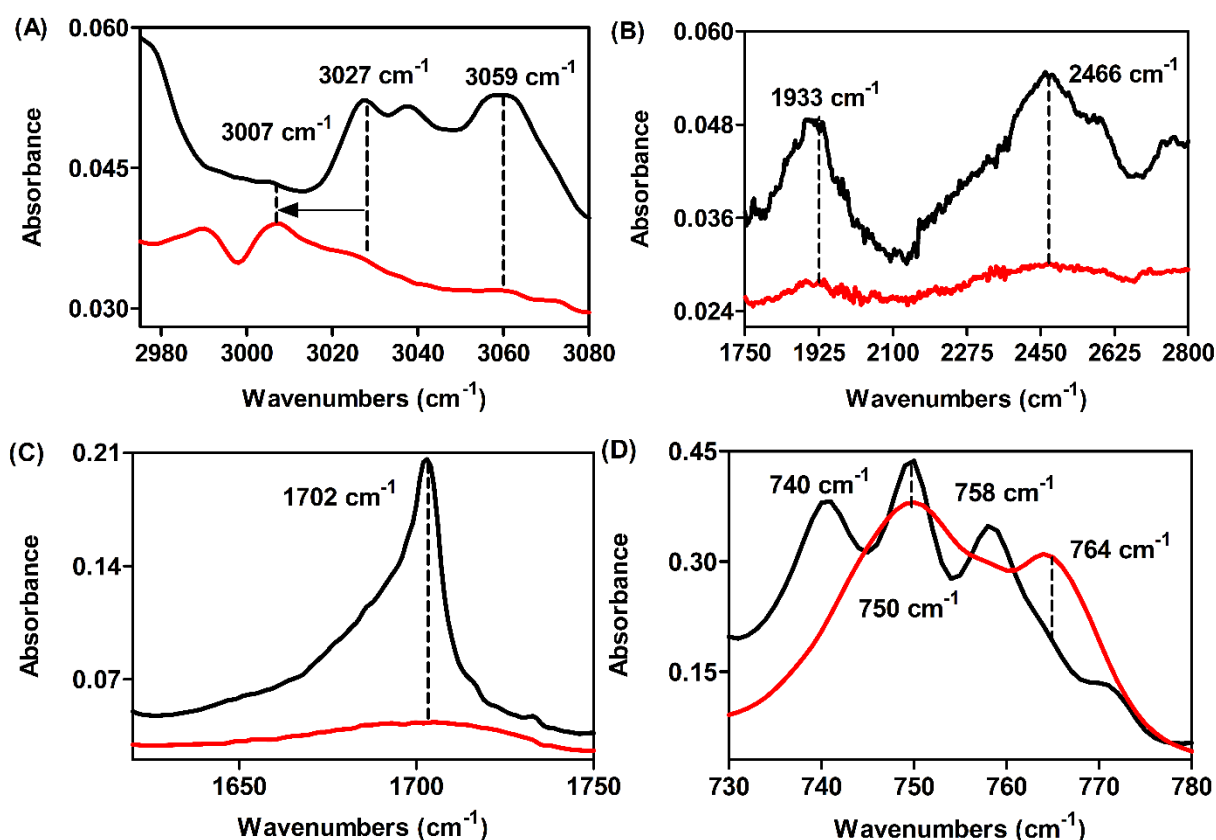 (A)
0.060
0.045
0.030
Absorbance
3007 cm⁻¹
3027 cm⁻¹
3059 cm⁻¹
2980 3000 3020 3040 3060 3080
Wavenumbers (cm⁻¹)
(B)
0.060
0.048
0.036
0.024
Absorbance
1933 cm⁻¹
2466 cm⁻¹
1750 1925 2100 2275 2450 2625 2800
Wavenumbers (cm⁻¹)
(C)
0.21
0.14
0.07
Absorbance
1702 cm⁻¹
1650 1700 1750
Wavenumbers (cm⁻¹)
(D)
0.45
0.30
0.15
Absorbance
740 cm⁻¹
750 cm⁻¹
758 cm⁻¹
764 cm⁻¹
730 740 750 760 770 780
Wavenumbers (cm⁻¹)